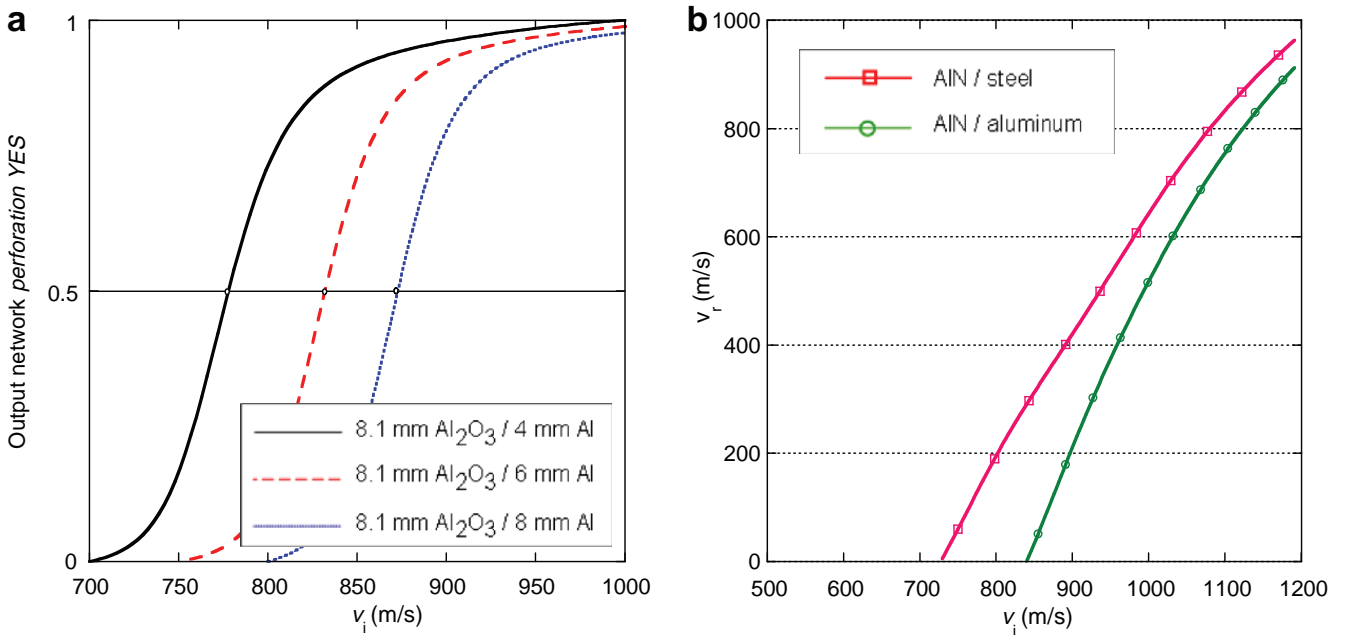 a
Output network perforation YES
1
0.5
0
8.1 mm Al2O3 / 4 mm Al
8.1 mm Al2O3 / 6 mm Al
8.1 mm Al2O3 / 8 mm Al
700 750 800 850 900 950 1000
vi (m/s)
b
vr (m/s)
1000
800
600
400
200
0
AlN / steel
AlN / aluminum
500 600 700 800 900 1000 1100 1200
vi (m/s)